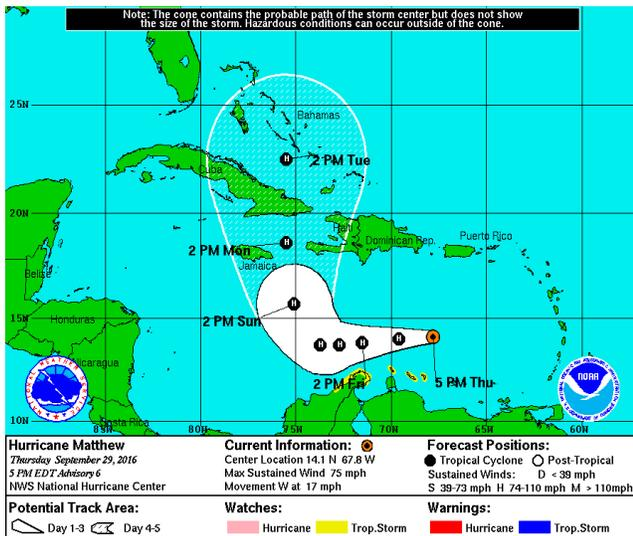 Note: The cone contains the probable path of the storm center but does not show
the size of the storm. Hazardous conditions can occur outside of the cone.
25N
Bahamas
2 PM Tue
Cuba
20N
Haiti
Dominican Rep.
Puerto Rico
2 PM Mon
Jamaica
Belize
15N
2 PM Sun
Honduras
Nicaragua
NOAA
2 PM Fri
5 PM Thu
10N
Costa Rica
85W
80W
75W
70W
65W
60W
Hurricane Matthew
Thursday September 29, 2016
5 PM EDT Advisory 6
NWS National Hurricane Center
Current Information:
Center Location 14.1 N 67.8 W
Max Sustained Wind 75 mph
Movement W at 17 mph
Forecast Positions:
Tropical Cyclone Post-Tropical
Sustained Winds: D < 39 mph
S 39-73 mph H 74-110 mph M > 110mph
Potential Track Area:
Day 1-3 Day 4-5
Watches:
Hurricane Trop.Storm
Warnings:
Hurricane Trop.Storm